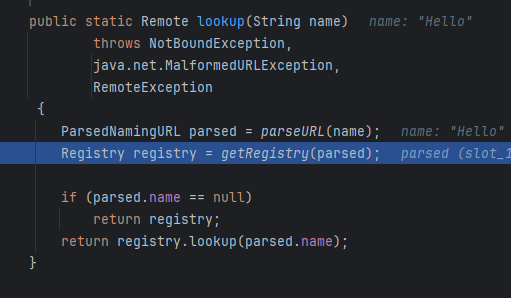 public static Remote lookup(String name)   name: "Hello"
        throws NotBoundException,
        java.net.MalformedURLException,
        RemoteException
{
    ParsedNamingURL parsed = parseURL(name);   name: "Hello"
    Registry registry = getRegistry(parsed);   parsed (slot_1
    if (parsed.name == null)
        return registry;
    return registry.lookup(parsed.name);
}